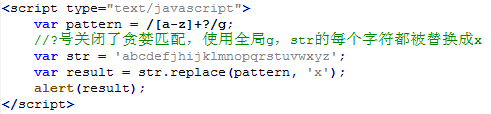 <script type="text/javascript">
var pattern = /[a-z]+?/g;
//?号关闭了贪婪匹配，使用全局g，str的每个字符都被替换成x
var str = 'abcdefjhijklmnopqrstuvwxyz';
var result = str.replace(pattern, 'x');
alert(result);
</script>